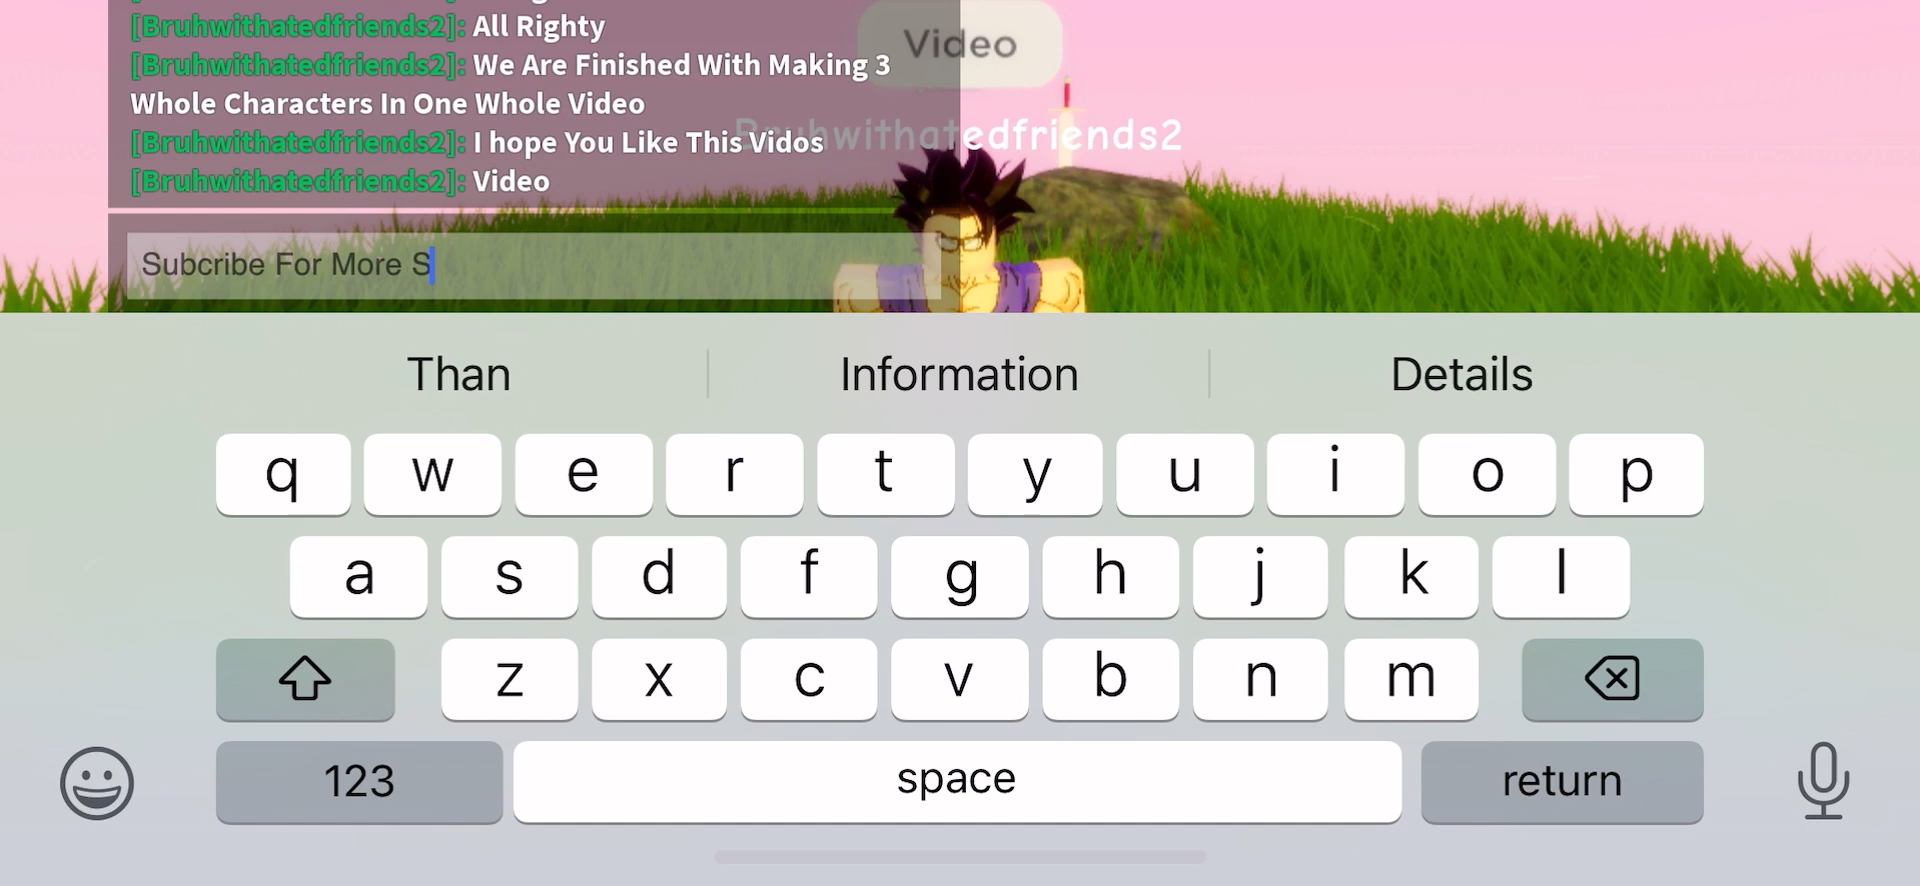 [Bruhwithatedfriends2]: All Righty
[Bruhwithatedfriends2]: We Are Finished With Making 3
Whole Characters In One Whole Video
[Bruhwithatedfriends2]: I hope You Like This Vidos
[Bruhwithatedfriends2]: Video
Video
Bruhwithatedfriends2
Subcribe For More S
Than Information Details
q w e r t y u i o p
a s d f g h j k l
z x c v b n m
123 space return